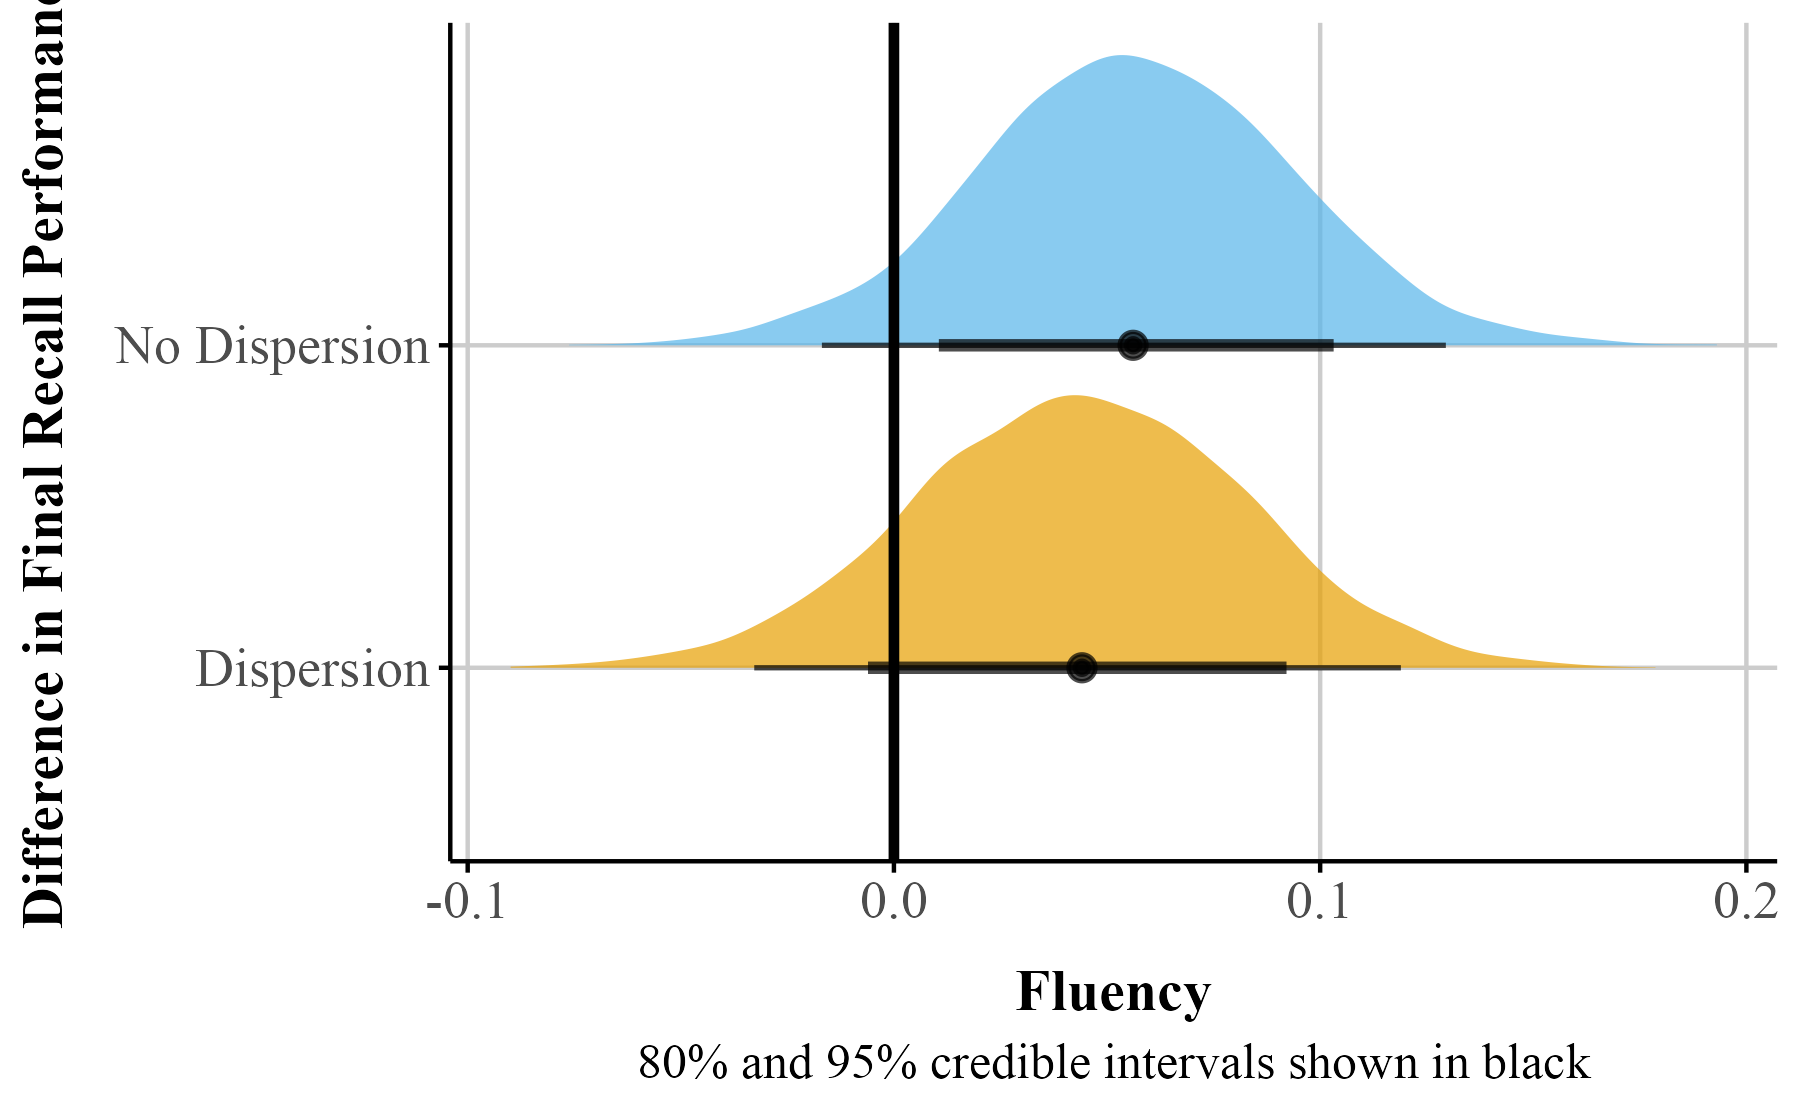 Difference in Final Recall Performanc
No Dispersion
Dispersion
-0.1 0.0 0.1 0.2
Fluency
80% and 95% credible intervals shown in black